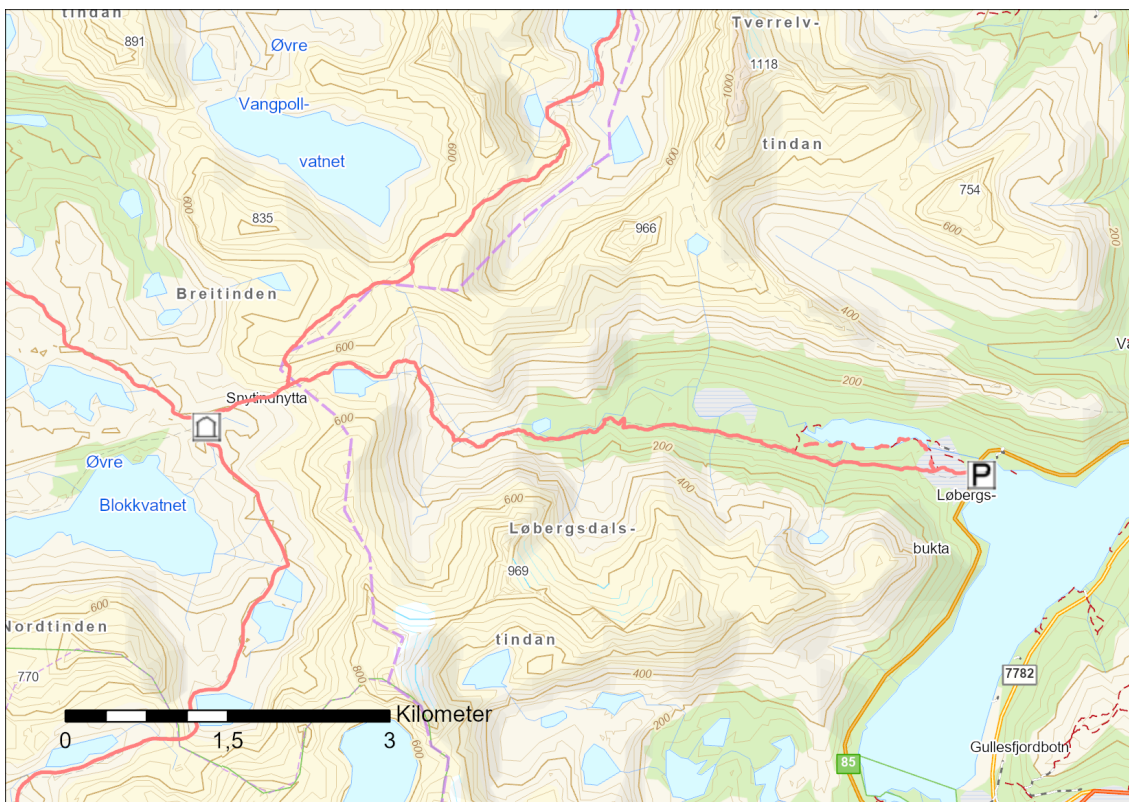 tindan
891
Øvre
Vangpoll-
vatnet
Tverrelv-
1118
1000
tindan
600
600
600
835
966
754
600
200
Breitinden
400
600
200
Snytindhytta
600
200
Øvre
Blokkvatnet
400
600
P
Løbergs-
bukta
Løbergsdals-
969
600
Nordtinden
tindan
770
800
400
7782
Kilometer
0
1,5
3
600
200
Gullesfjordbotn
85